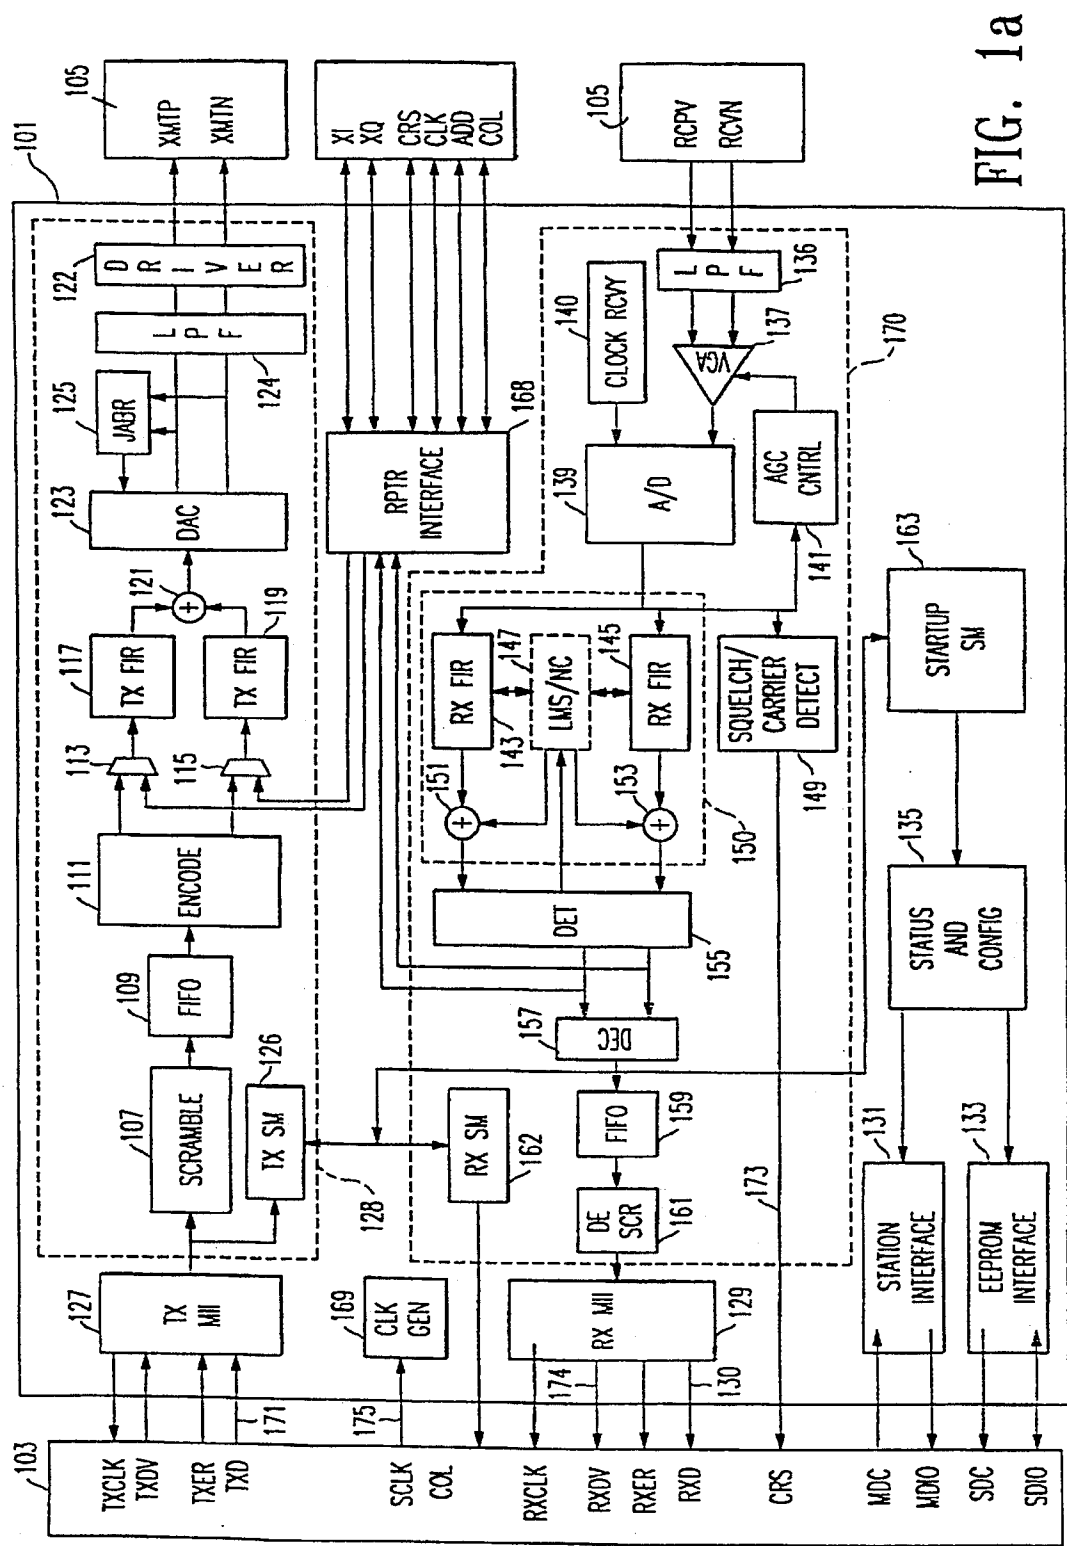 FIG. 1a
101
103
TXCLK
TXDV
TXER
TXD
171
SCLK
175
COL
RXCLK
RXDV
174
RXER
RXD
130
CRS
173
MDC
MDIO
SDC
SDIO
127
TX
MII
107
SCRAMBLE
109
FIFO
111
ENCODE
113
115
117
TX FIR
119
TX FIR
121
+
123
DAC
125
JABR
124
LPF
122
DRIVER
105
XMTP
XMTN
126
TX SM
128
169
CLK
GEN
168
RPTR
INTERFACE
XI
XQ
CRS
CLK
ADD
COL
105
RCPV
RCVN
136
LPF
137
VGA
140
CLOCK RCVY
139
A/D
141
AGC
CNTRL
170
143
RX FIR
147
LMS/NC
145
RX FIR
149
SQUELCH/
CARRIER
DETECT
150
151
+
153
+
155
DET
157
DEC
159
FIFO
161
DE
SCR
162
RX SM
129
RX MII
163
STARTUP
SM
135
STATUS
AND
CONFIG
131
STATION
INTERFACE
133
EEPROM
INTERFACE